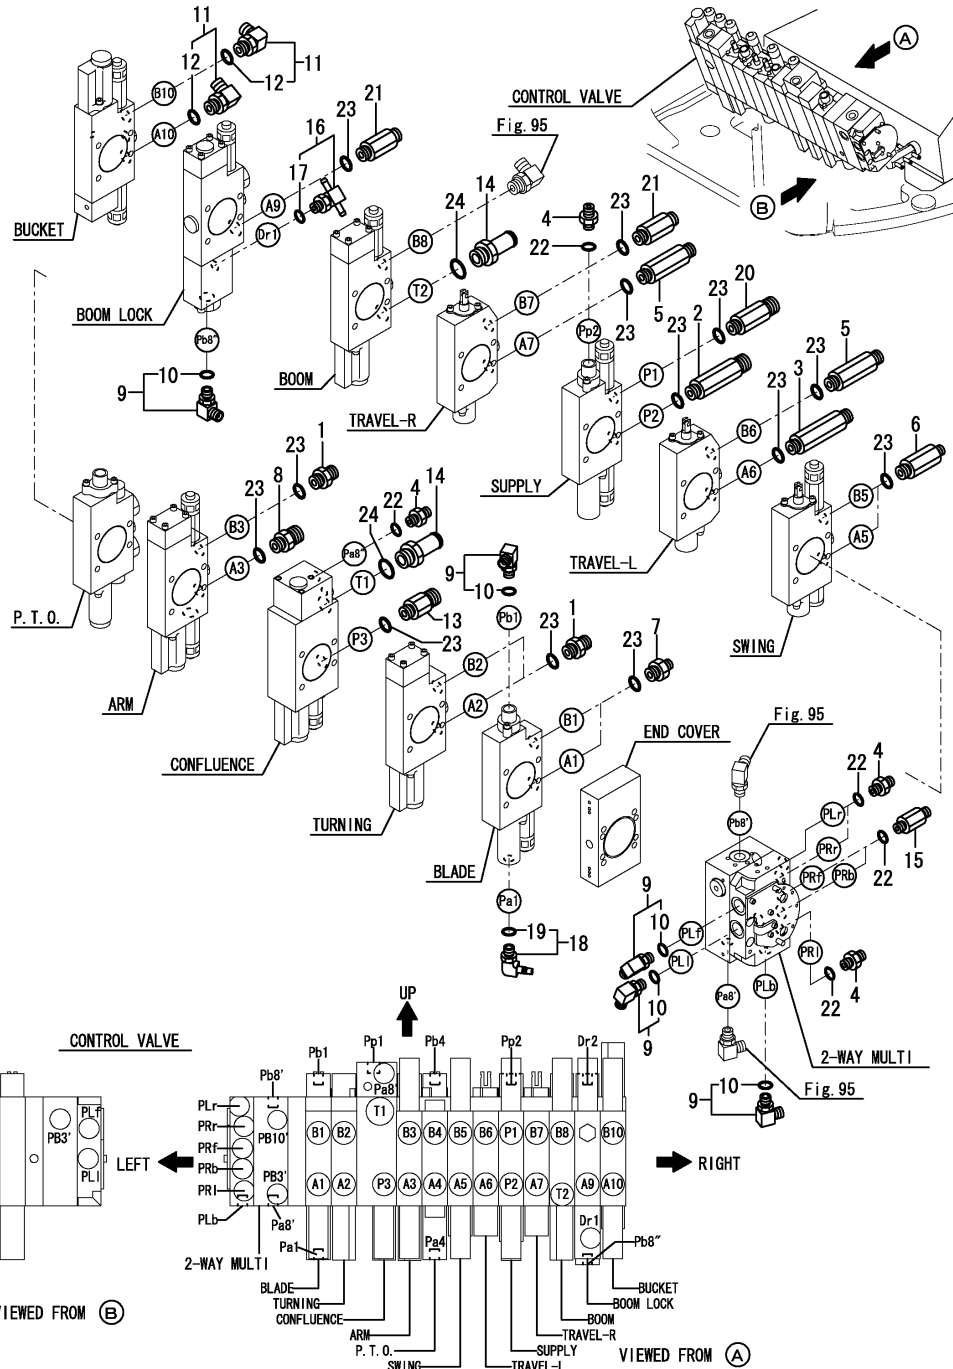 11
12
11
12
B10
A10
BUCKET
21
23
16
17
A9
Dr1
BOOM LOCK
Pb8"
10
9
Fig.95
24
14
B8
T2
BOOM
4
22
23
21
B7
A7
5
23
TRAVEL-R
CONTROL VALVE
A
B
Pp2
P1
P2
23
2
23
20
SUPPLY
B6
A6
23
3
23
5
TRAVEL-L
B5
A5
23
6
SWING
P.T.O.
B3
A3
23
8
23
1
ARM
22
4
14
24
Pa8'
T1
P3
13
23
CONFLUENCE
9
10
Pb1
B2
A2
23
1
TURNING
B1
A1
23
7
BLADE
END COVER
Pa1
19
18
Fig.95
Pb8'
22
4
PLr
PRr
PRf
PRb
22
15
9
10
PLf
PLl
10
9
PRl
22
4
Pa8'
PLb
2-WAY MULTI
Fig.95
10
9
CONTROL VALVE
UP
LEFT
RIGHT
PB3'
PLf
PLl
VIEWED FROM B
PLr
PRr
PRf
PRb
PRl
PLb
Pb8'
PB10'
PB3'
Pa8'
2-WAY MULTI
Pb1
Pp1
Pa8'
Pb4
Pp2
Dr2
T1
B1
B2
B3
B4
B5
B6
P1
B7
B8
B10
A1
A2
P3
A3
A4
A5
A6
P2
A7
T2
A9
A10
Pa1
Pa4
Dr1
Pb8"
BLADE
TURNING
CONFLUENCE
ARM
P.T.O.
SWING
BUCKET
BOOM LOCK
BOOM
TRAVEL-R
SUPPLY
TRAVEL-L
VIEWED FROM A